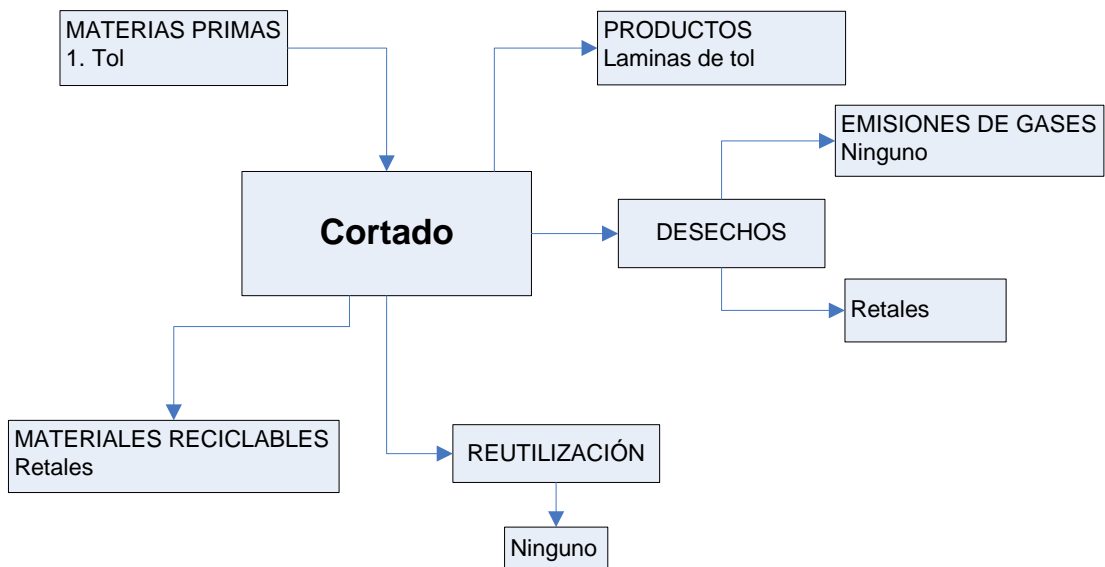 MATERIAS PRIMAS
1. Tol
PRODUCTOS
Laminas de tol
EMISIONES DE GASES
Ninguno
Cortado
DESECHOS
Retales
MATERIALES RECICLABLES
Retales
REUTILIZACIÓN
Ninguno